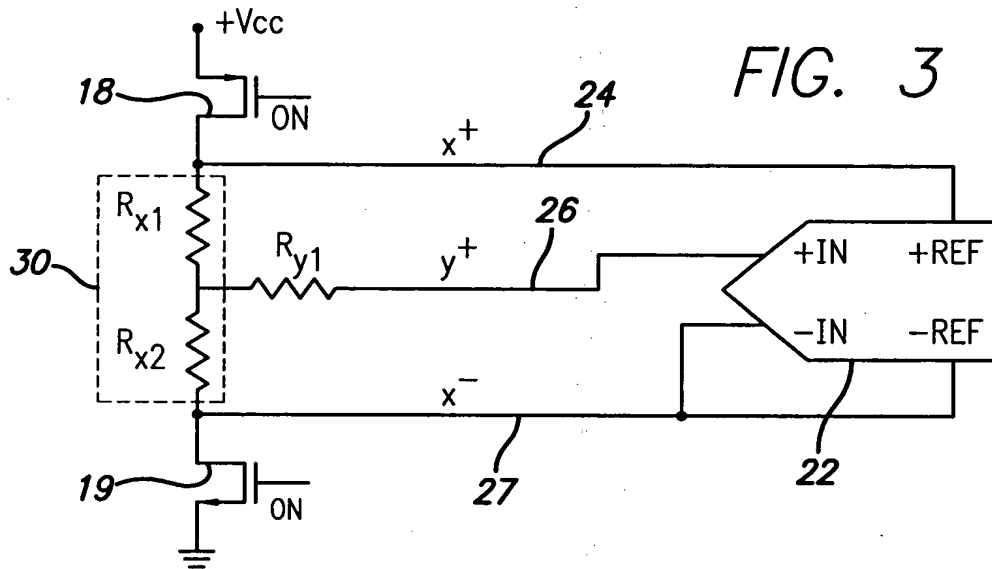 +Vcc
FIG. 3
18
ON
24
x+
Rx1
26
30
Ry1
y+
+IN +REF
Rx2
-IN -REF
x-
19
ON
27
22